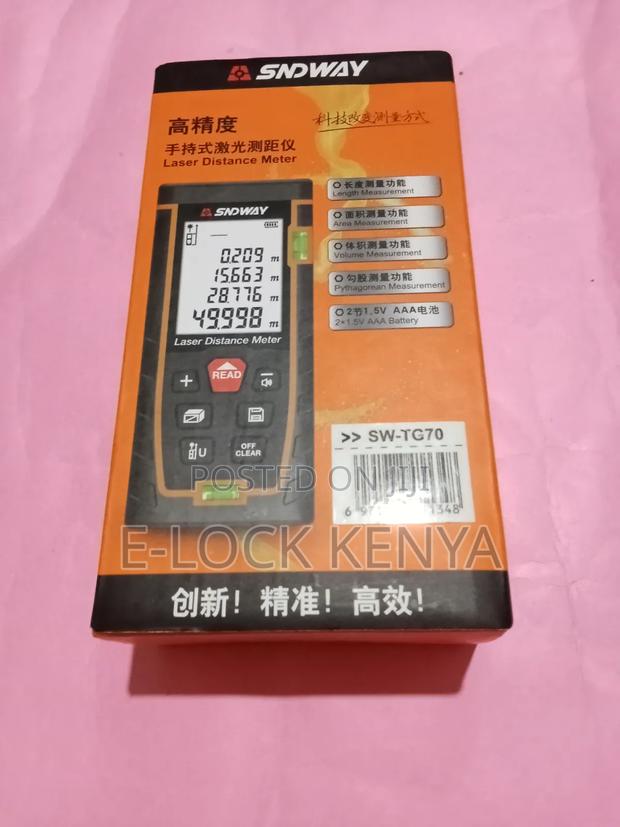 SNDWAY
高精度
科技改变测量方式
手持式激光测距仪
Laser Distance Meter
长度测量功能
Length Measurement
面积测量功能
Area Measurement
体积测量功能
Volume Measurement
勾股测量功能
Pythagorean Measurement
2节1.5V AAA电池
2*1.5V AAA Battery
SNDWAY
0.209 m
15.663 m
28.776 m
49.998 m
Laser Distance Meter
READ
U
OFF
CLEAR
>> SW-TG70
POSTED ON JIJI
E-LOCK KENYA
创新! 精准! 高效!